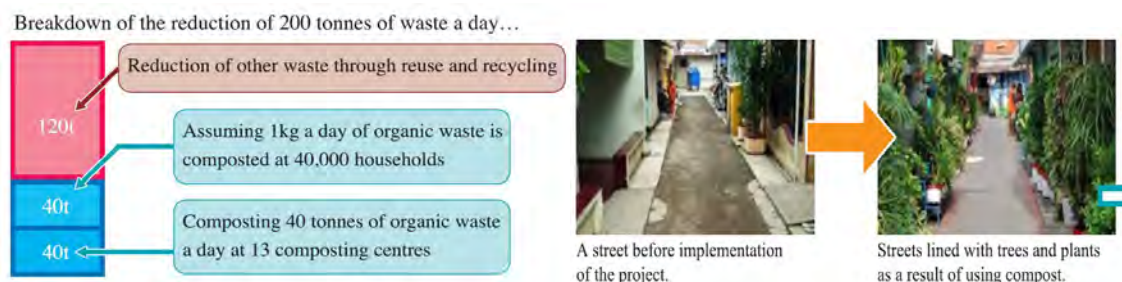 Breakdown of the reduction of 200 tonnes of waste a day…
Reduction of other waste through reuse and recycling
120t
Assuming 1kg a day of organic waste is
composted at 40,000 households
40t
Composting 40 tonnes of organic waste
a day at 13 composting centres
40t
A street before implementation
of the project.
Streets lined with trees and plants
as a result of using compost.